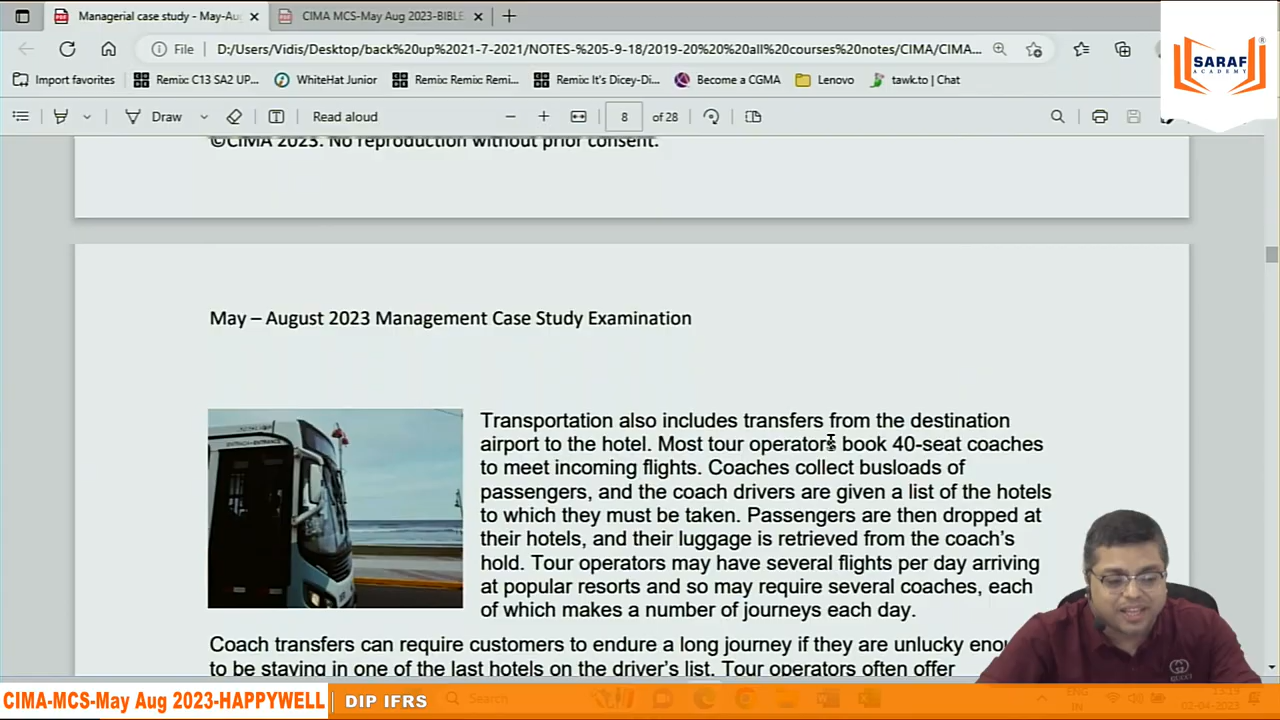 Managerial case study - May-Au
CIMA MCS-May Aug 2023-BIBLE
File
D:/Users/Vidis/Desktop/back%20up%2021-7-2021/NOTES-%205-9-18/2019-20%20%20all%20courses%20notes/CIMA/CIMA...
Import favorites
Remix: C13 SA2 UP...
WhiteHat Junior
Remix: Remix: Remi...
Remix: It's Dicey-Di...
Become a CGMA
Lenovo
tawk.to | Chat
SARAF
ACADEMY
Draw
Read aloud
8
of 28
©CIMA 2023. No reproduction without prior consent.
May – August 2023 Management Case Study Examination
Transportation also includes transfers from the destination
airport to the hotel. Most tour operators book 40-seat coaches
to meet incoming flights. Coaches collect busloads of
passengers, and the coach drivers are given a list of the hotels
to which they must be taken. Passengers are then dropped at
their hotels, and their luggage is retrieved from the coach's
hold. Tour operators may have several flights per day arriving
at popular resorts and so may require several coaches, each
of which makes a number of journeys each day.
Coach transfers can require customers to endure a long journey if they are unlucky enou
to be staying in one of the last hotels on the driver's list. Tour operators often offer
GUCCI
CIMA-MCS-May Aug 2023-HAPPYWELL
DIP IFRS
Search
ENG
IN
13:19
02-04-2023